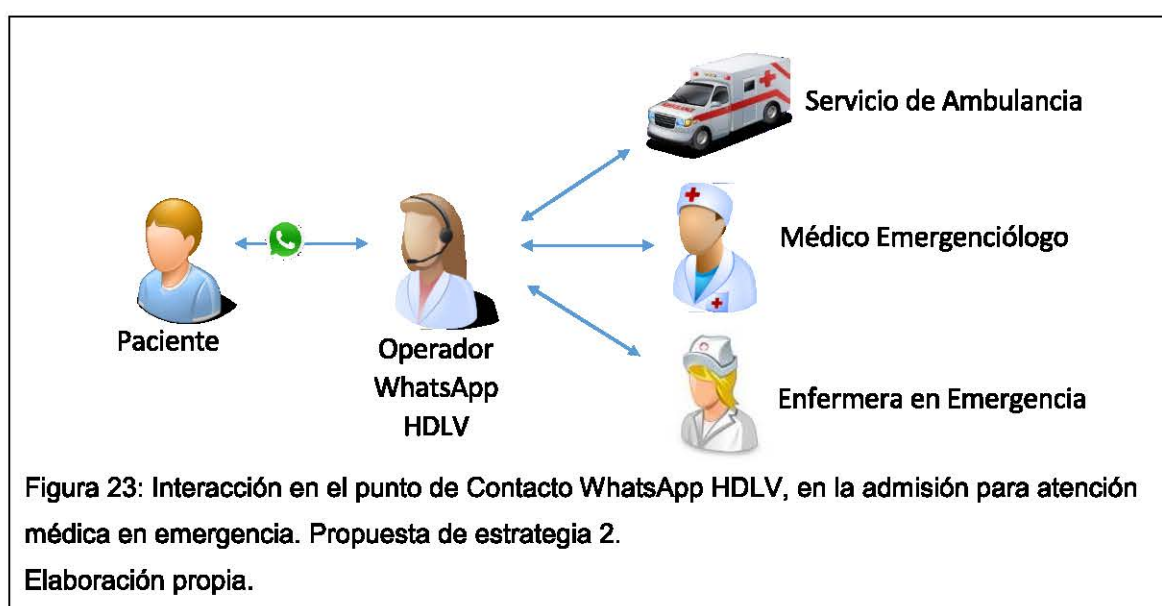 Servicio de Ambulancia
Médico Emergenciólogo
Paciente
Operador
WhatsApp
HDLV
Enfermera en Emergencia
Figura 23: Interacción en el punto de Contacto WhatsApp HDLV, en la admisión para atención
médica en emergencia. Propuesta de estrategia 2.
Elaboración propia.